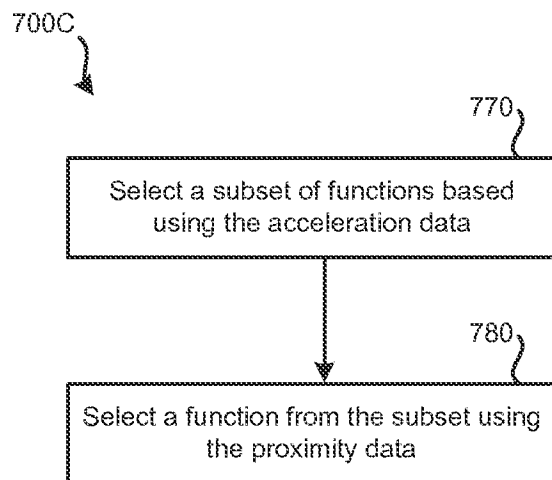 700C
770
Select a subset of functions based
using the acceleration data
780
Select a function from the subset using
the proximity data